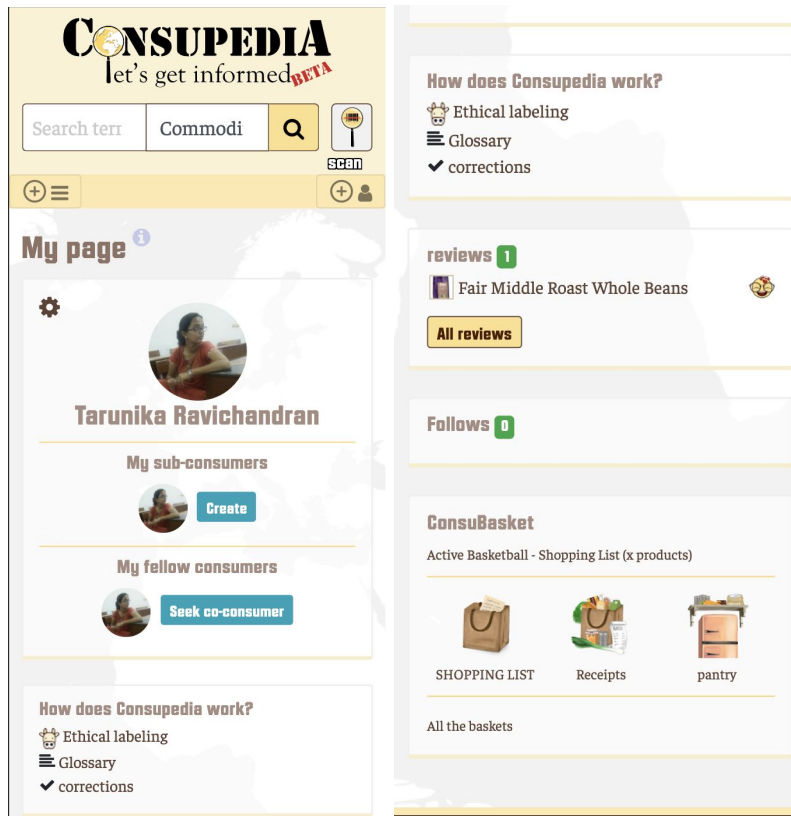 CONSUPEDIA
let's get informed BETA
Search terr
Commodi
scan
My page
Tarunika Ravichandran
My sub-consumers
Create
My fellow consumers
Seek co-consumer
How does Consupedia work?
Ethical labeling
Glossary
corrections
How does Consupedia work?
Ethical labeling
Glossary
corrections
reviews 1
Fair Middle Roast Whole Beans
All reviews
Follows 0
ConsuBasket
Active Basketball - Shopping List (x products)
SHOPPING LIST Receipts pantry
All the baskets